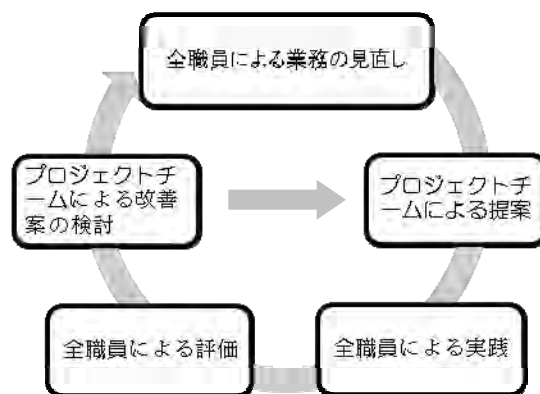 全職員による業務の見直し
プロジェクトチ
ームによる改善
案の検討
プロジェクトチ
ームによる提案
全職員による評価
全職員による実践